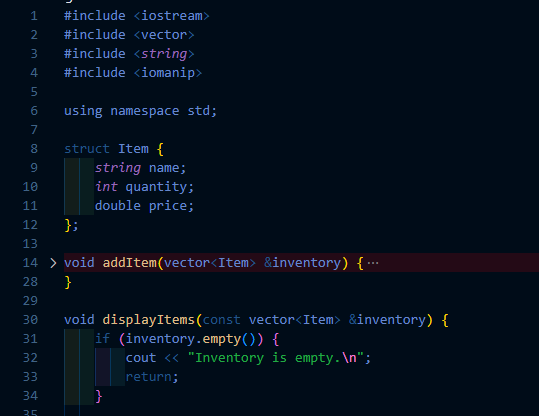 1 #include <iostream>
2 #include <vector>
3 #include <string>
4 #include <iomanip>
5
6 using namespace std;
7
8 struct Item {
9     string name;
10     int quantity;
11     double price;
12 };
13
14 > void addItem(vector<Item> &inventory) { ···
28 }
29
30 void displayItems(const vector<Item> &inventory) {
31     if (inventory.empty()) {
32         cout << "Inventory is empty.\n";
33         return;
34     }
35